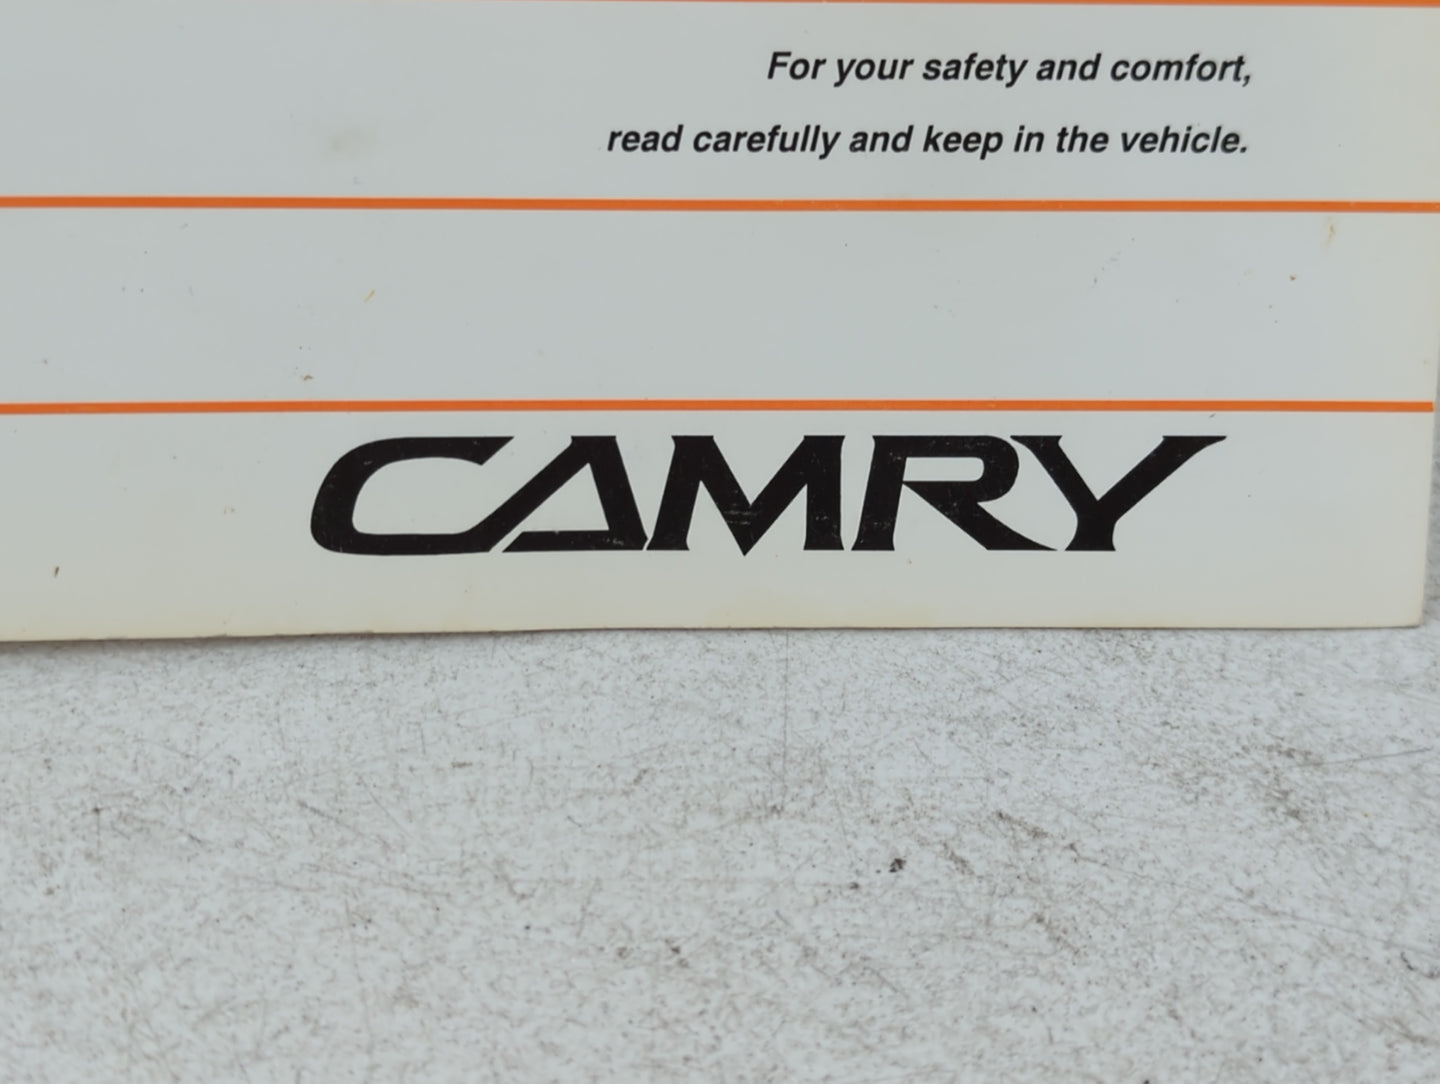 For your safety and comfort,
read carefully and keep in the vehicle.
CAMRY